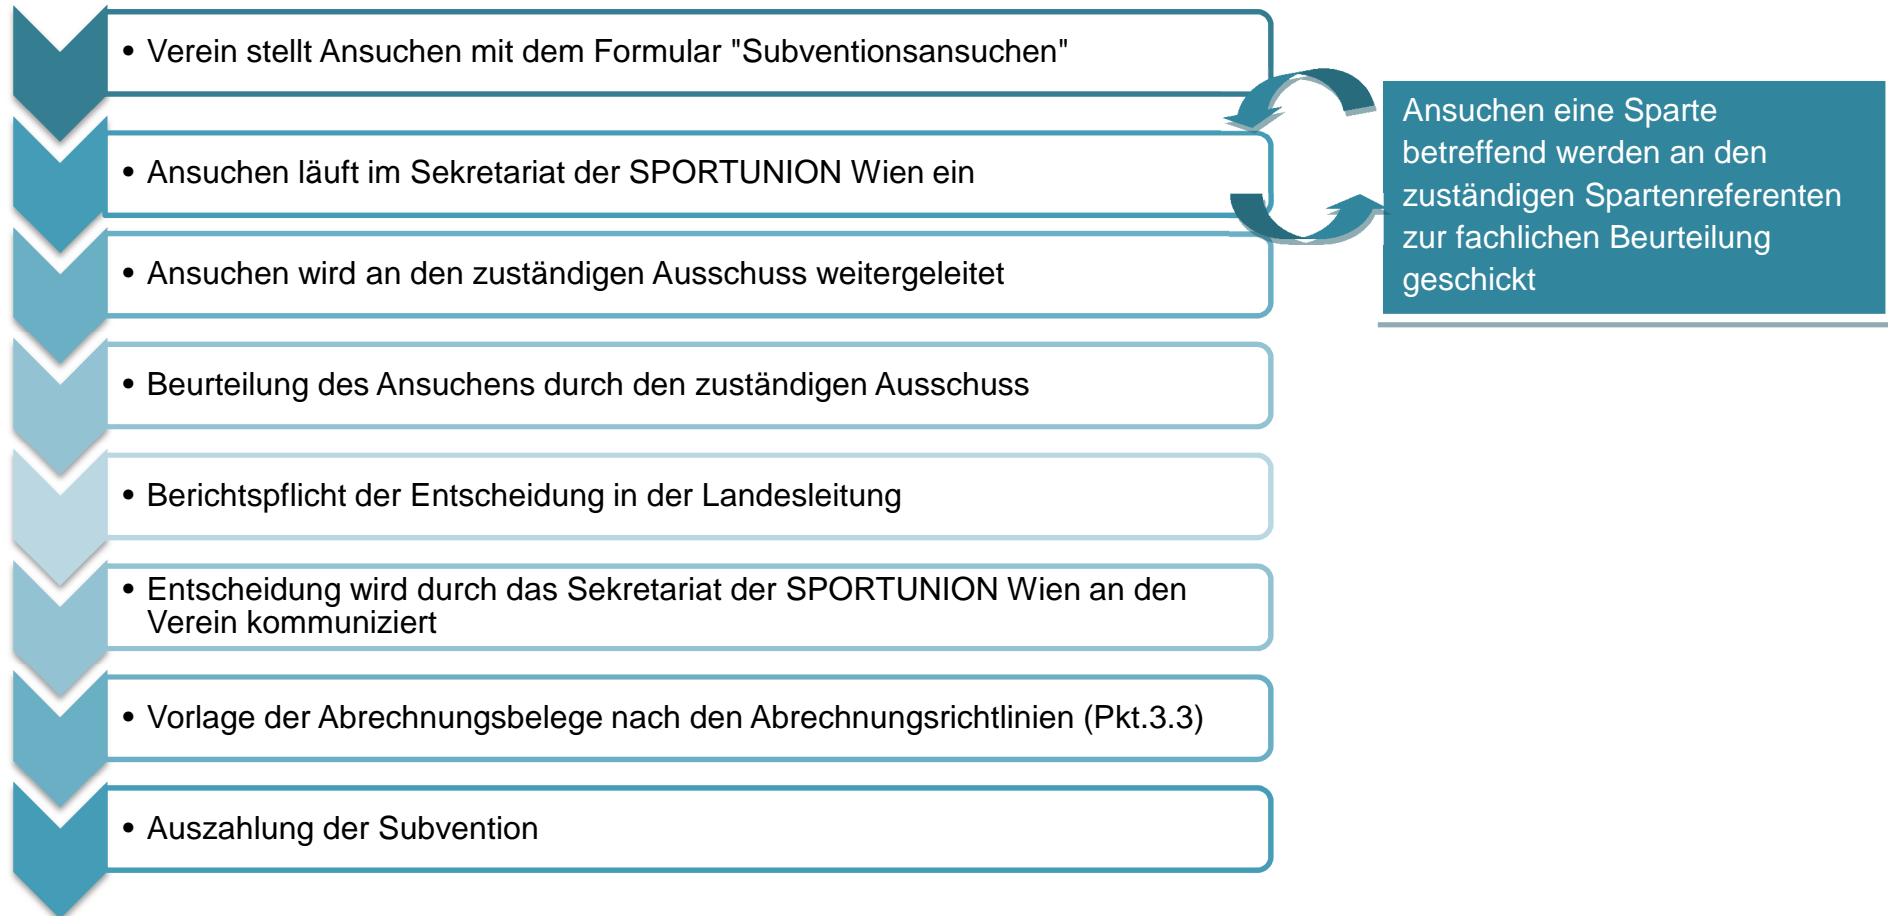 • Verein stellt Ansuchen mit dem Formular "Subventionsansuchen"
• Ansuchen läuft im Sekretariat der SPORTUNION Wien ein
• Ansuchen wird an den zuständigen Ausschuss weitergeleitet
• Beurteilung des Ansuchens durch den zuständigen Ausschuss
• Berichtspflicht der Entscheidung in der Landesleitung
• Entscheidung wird durch das Sekretariat der SPORTUNION Wien an den
Verein kommuniziert
• Vorlage der Abrechnungsbelege nach den Abrechnungsrichtlinien (Pkt.3.3)
• Auszahlung der Subvention
Ansuchen eine Sparte
betreffend werden an den
zuständigen Spartenreferenten
zur fachlichen Beurteilung
geschickt